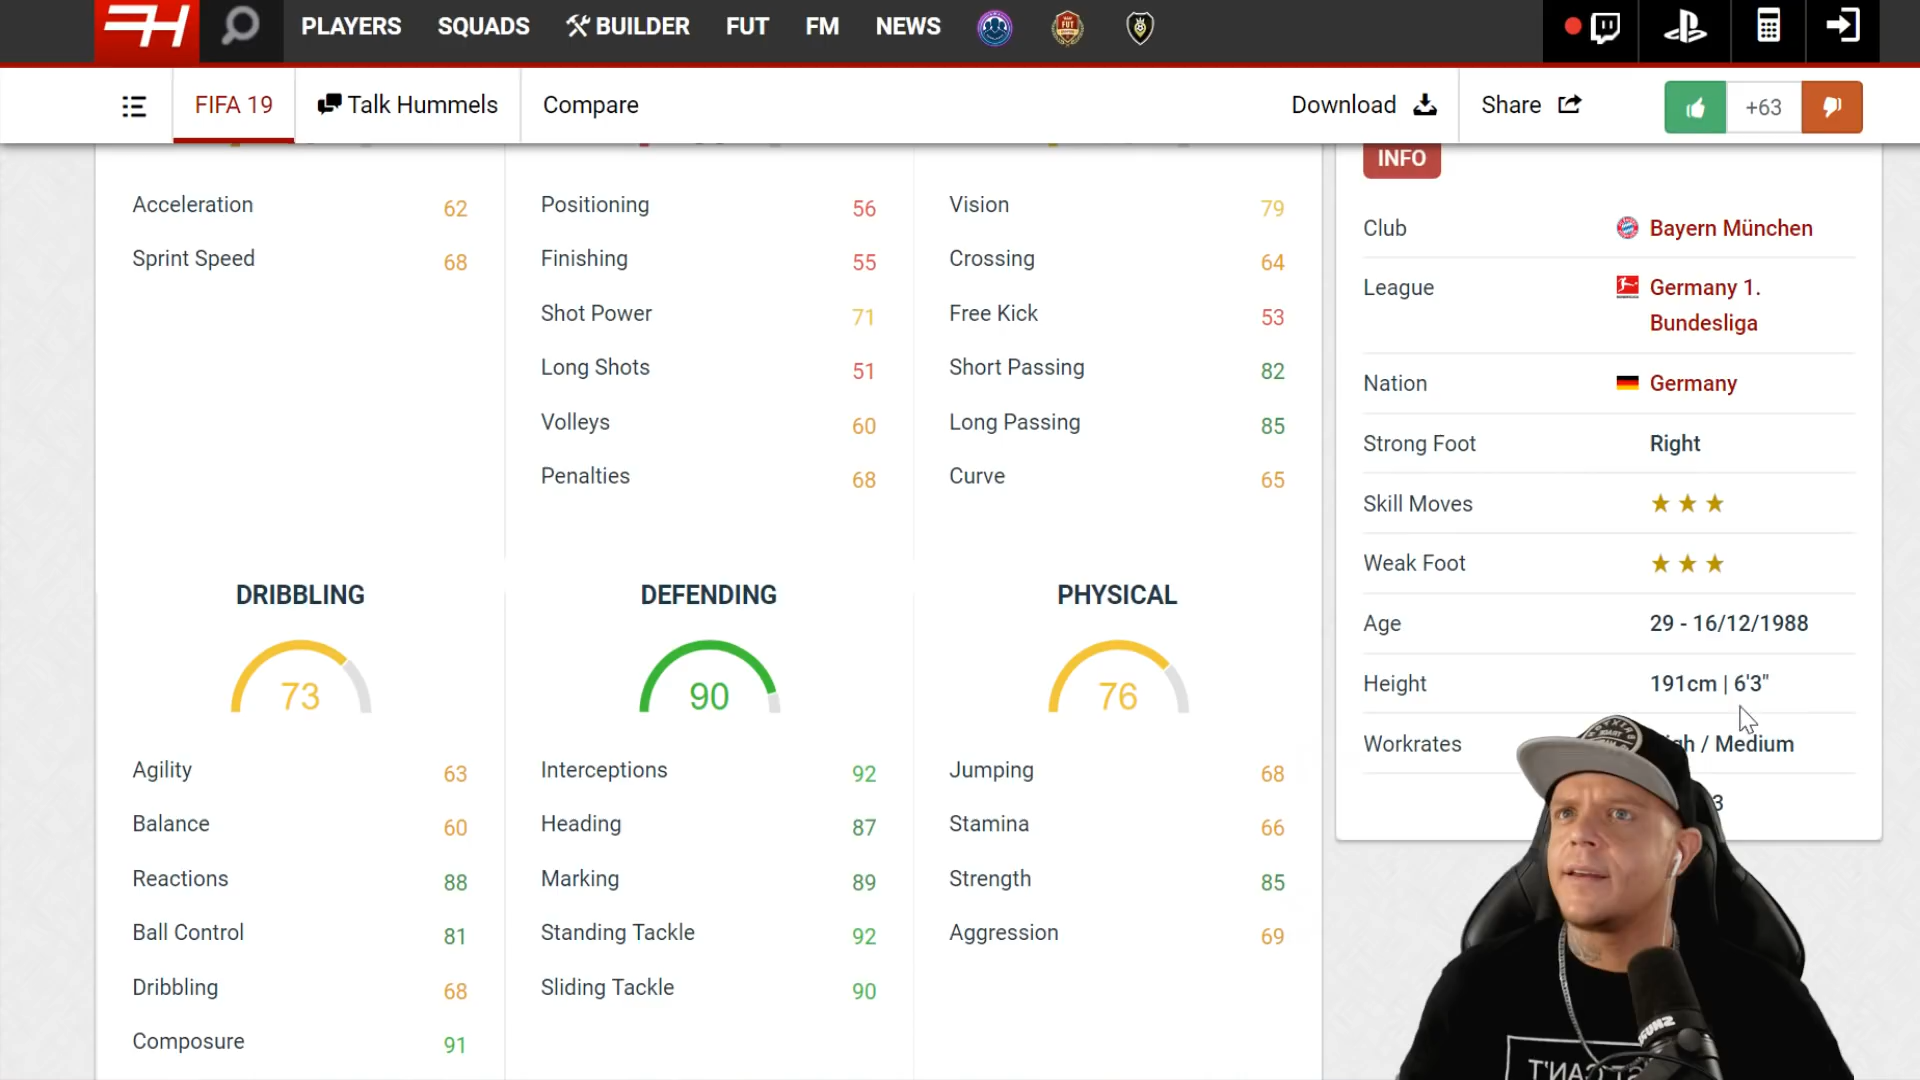 PLAYERS SQUADS BUILDER FUT FM NEWS
FIFA 19 Talk Hummels Compare Download Share +63
INFO
Acceleration 62
Sprint Speed 68
Positioning 56
Finishing 55
Shot Power 71
Long Shots 51
Volleys 60
Penalties 68
Vision 79
Crossing 64
Free Kick 53
Short Passing 82
Long Passing 85
Curve 65
Club Bayern München
League Germany 1.
Bundesliga
Nation Germany
Strong Foot Right
Skill Moves ★ ★ ★
Weak Foot ★ ★ ★
Age 29 - 16/12/1988
Height 191cm | 6'3"
Workrates / Medium
3
DRIBBLING
73
Agility 63
Balance 60
Reactions 88
Ball Control 81
Dribbling 68
Composure 91
DEFENDING
90
Interceptions 92
Heading 87
Marking 89
Standing Tackle 92
Sliding Tackle 90
PHYSICAL
76
Jumping 68
Stamina 66
Strength 85
Aggression 69